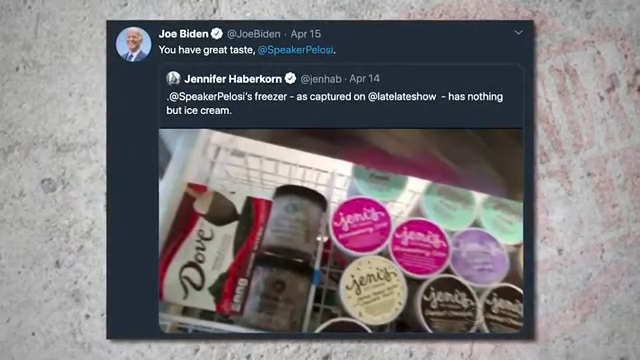 Joe Biden @JoeBiden · Apr 15
You have great taste, @SpeakerPelosi.
Jennifer Haberkorn @jenhab · Apr 14
.@SpeakerPelosi's freezer - as captured on @latelateshow - has nothing
but ice cream.
Dove
jeni's
jeni's
jeni's
jeni's